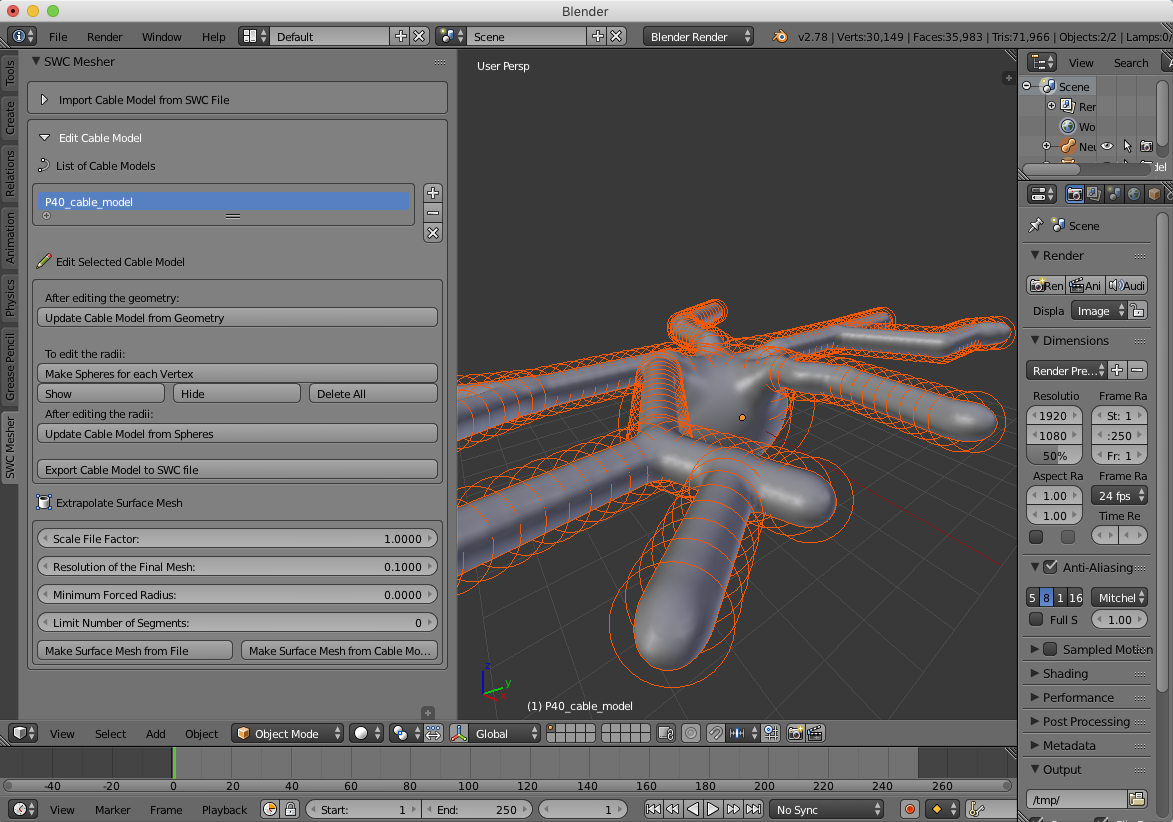 Blender
File Render Window Help Default Scene Blender Render v2.78 | Verts:30,149 | Faces:35,983 | Tris:71,966 | Objects:2/2 | Lamps:0/
Tools
Create
Relations
Animation
Physics
Grease Pencil
SWC Mesher
SWC Mesher
Import Cable Model from SWC File
Edit Cable Model
List of Cable Models
P40_cable_model
Edit Selected Cable Model
After editing the geometry:
Update Cable Model from Geometry
To edit the radii:
Make Spheres for each Vertex
Show Hide Delete All
After editing the radii:
Update Cable Model from Spheres
Export Cable Model to SWC file
Extrapolate Surface Mesh
Scale File Factor: 1.0000
Resolution of the Final Mesh: 0.1000
Minimum Forced Radius: 0.0000
Limit Number of Segments: 0
Make Surface Mesh from File Make Surface Mesh from Cable Mo...
User Persp
z
y
(1) P40_cable_model
View Search
Scene
Rer
Wo
Neu
del
Scene
Render
Ren Ani Audi
Displa Image
Dimensions
Render Pre...
Resolutio Frame Ra
1920 St: 1
1080 :250
50% Fr: 1
Aspect Ra Frame Ra
1.00 24 fps
1.00 Time Re
Anti-Aliasing
5 8 1 16 Mitchel
Full S 1.00
Sampled Motion
Shading
Performance
Post Processing
Metadata
Output
/tmp/
View Select Add Object Object Mode Global
-40 -20 0 20 40 60 80 100 120 140 160 180 200 220 240 260
View Marker Frame Playback Start: 1 End: 250 1 No Sync